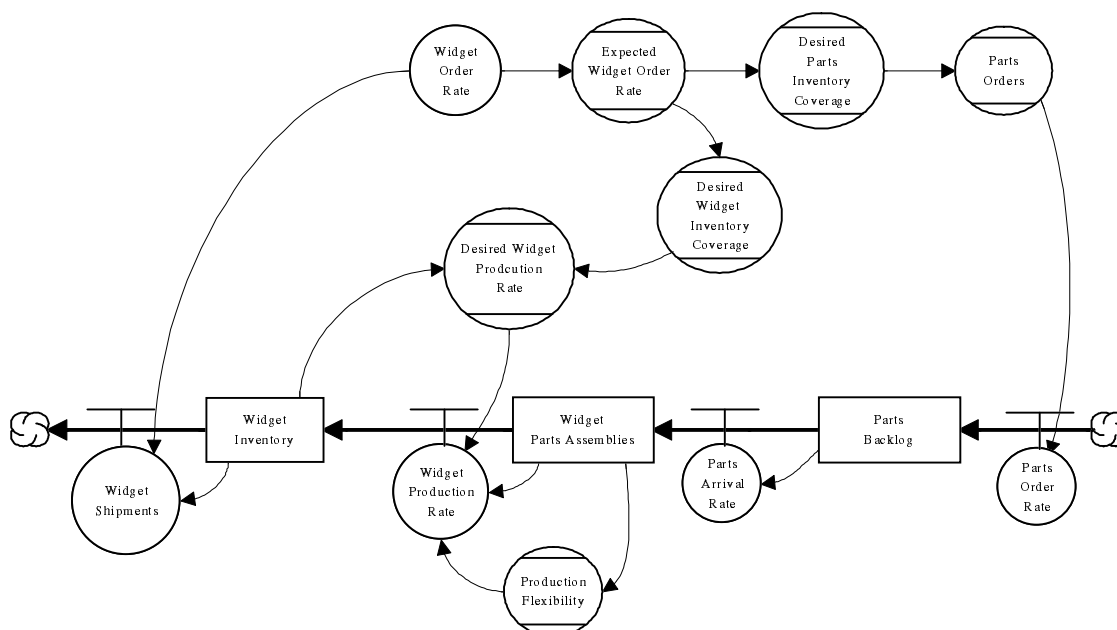 Widget
Order
Rate
Expected
Widget Order
Rate
Desired
Parts
Inventory
Coverage
Parts
Orders
Desired
Widget
Inventory
Coverage
Desired Widget
Prodcution
Rate
Widget
Inventory
Widget
Parts Assemblies
Parts
Backlog
Widget
Shipments
Widget
Production
Rate
Parts
Arrival
Rate
Parts
Order
Rate
Production
Flexibility